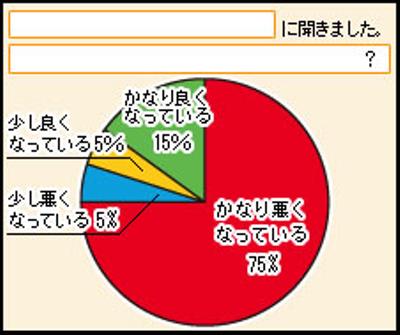 に開きました。
?
かなり良く
なっている
15%
少し良く
なっている5%
少し悪く
なっている5%
かなり悪く
なっている
75%